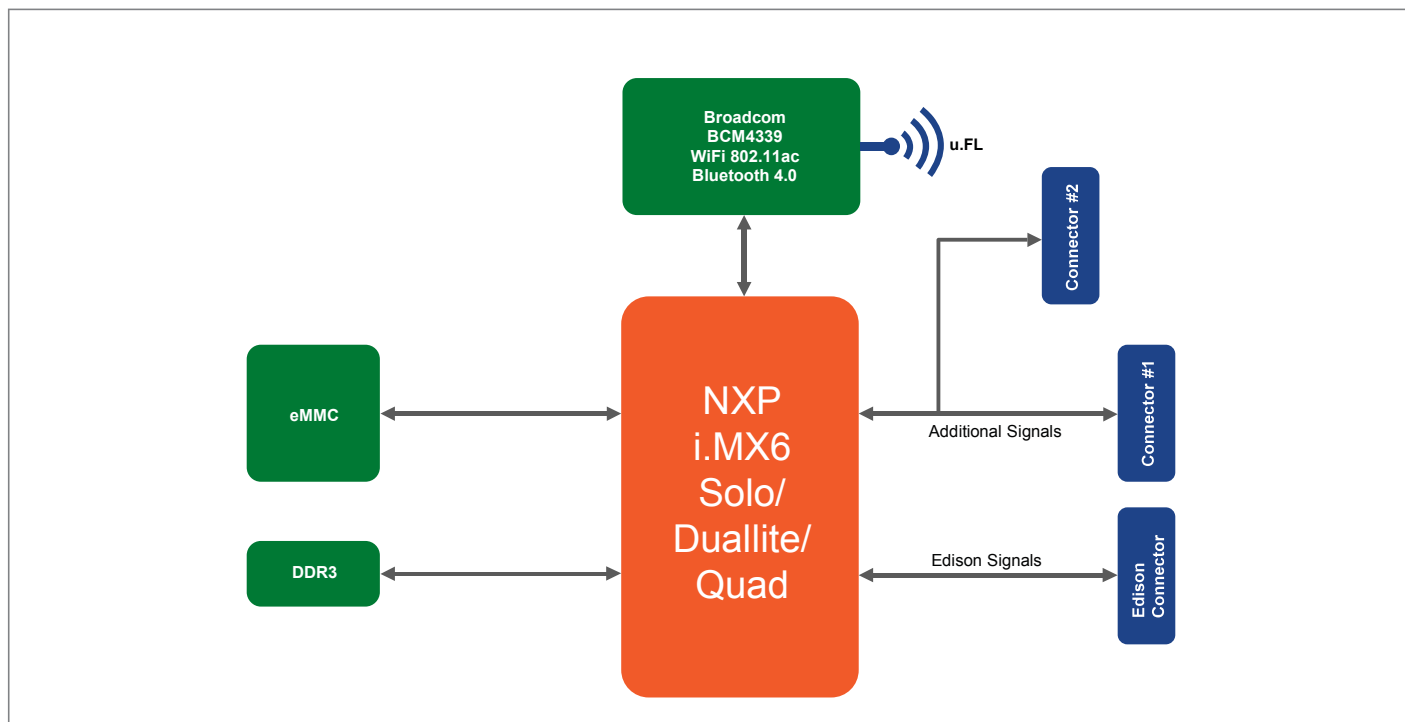 Broadcom
BCM4339
WiFi 802.11ac
Bluetooth 4.0
u.FL
Connector #2
eMMC
NXP
i.MX6
Solo/
Duallite/
Quad
Additional Signals
Connector #1
DDR3
Edison Signals
Edison
Connector